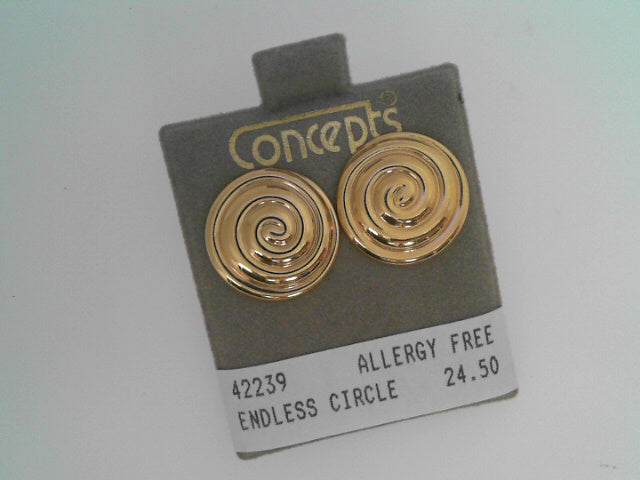 Concepts
42239 ALLERGY FREE
ENDLESS CIRCLE 24.50